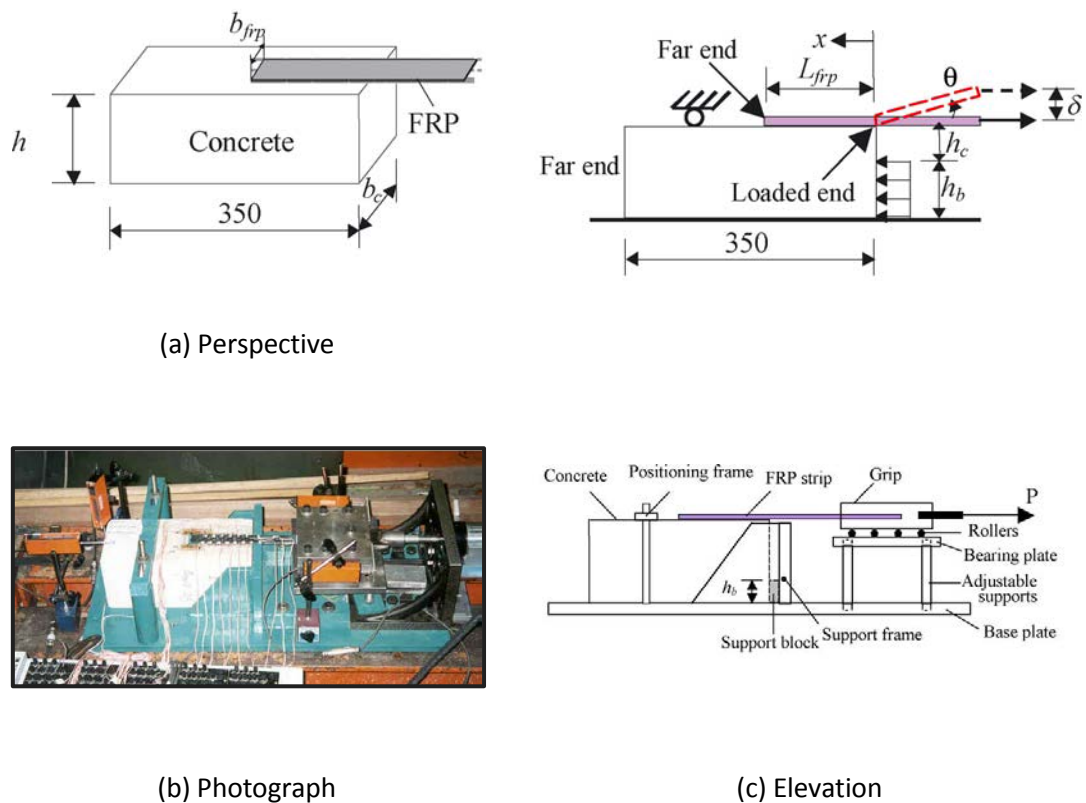 b_frp
FRP
h
Concrete
b_c
350
x
Far end
L_frp
θ
δ
h_c
Far end
Loaded end
h_b
350
(a) Perspective
Concrete
Positioning frame
FRP strip
Grip
P
Rollers
Bearing plate
Adjustable
supports
h_b
Support block
Support frame
Base plate
(b) Photograph
(c) Elevation